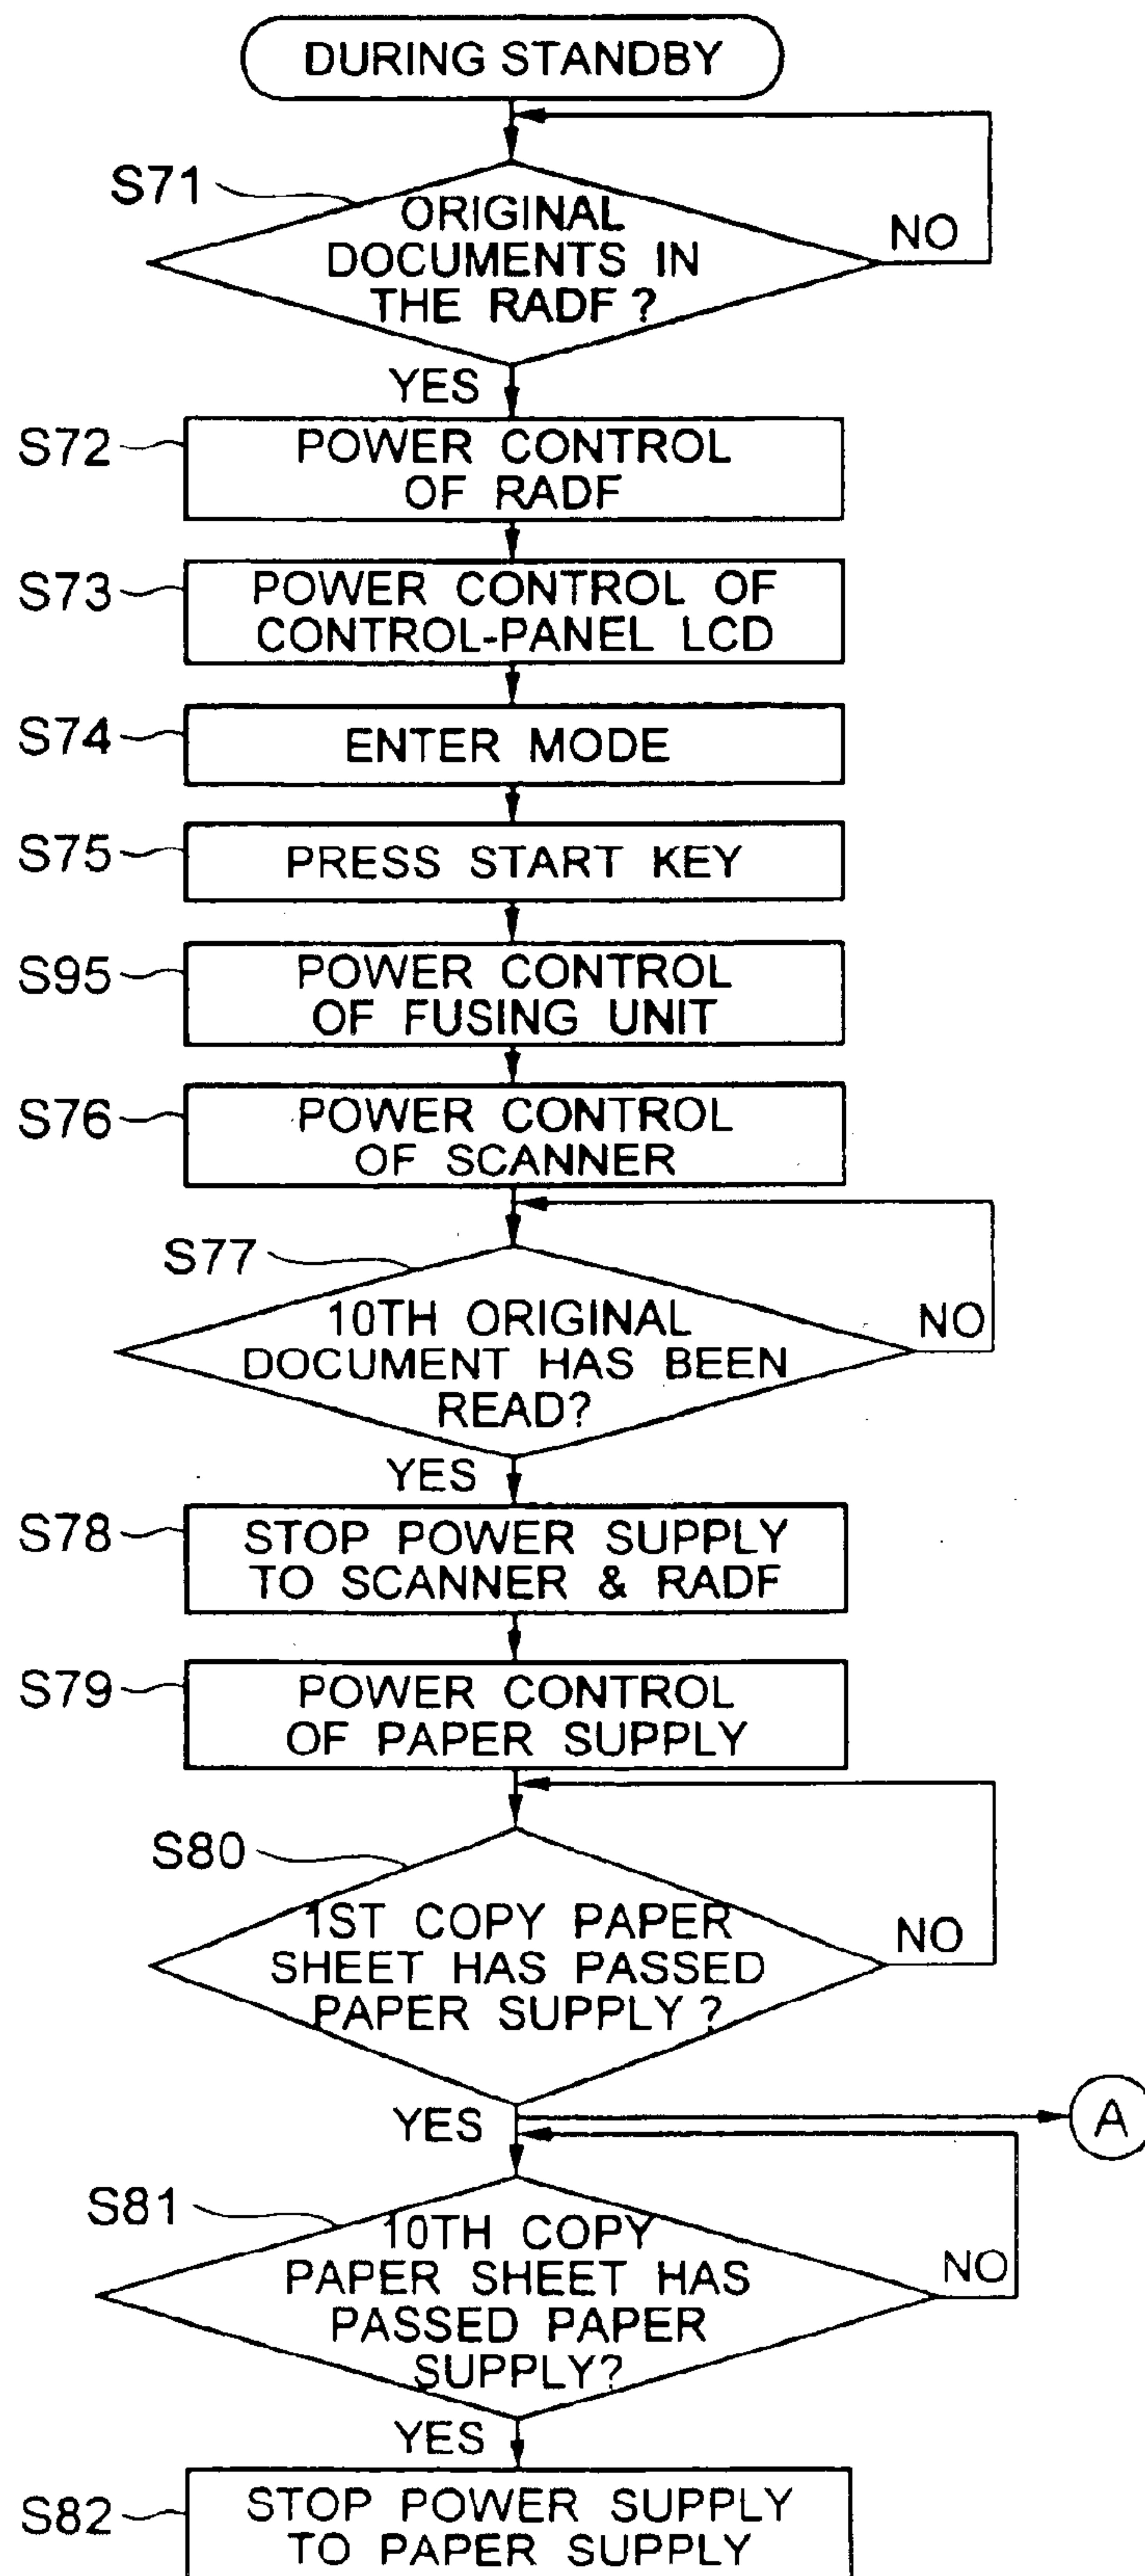 DURING STANDBY
S71
ORIGINAL
DOCUMENTS IN
THE RADF ?
NO
YES
S72
POWER CONTROL
OF RADF
S73
POWER CONTROL OF
CONTROL-PANEL LCD
S74
ENTER MODE
S75
PRESS START KEY
S95
POWER CONTROL
OF FUSING UNIT
S76
POWER CONTROL
OF SCANNER
S77
10TH ORIGINAL
DOCUMENT HAS BEEN
READ?
NO
YES
S78
STOP POWER SUPPLY
TO SCANNER & RADF
S79
POWER CONTROL
OF PAPER SUPPLY
S80
1ST COPY PAPER
SHEET HAS PASSED
PAPER SUPPLY ?
NO
YES
A
S81
10TH COPY
PAPER SHEET HAS
PASSED PAPER
SUPPLY?
NO
YES
S82
STOP POWER SUPPLY
TO PAPER SUPPLY